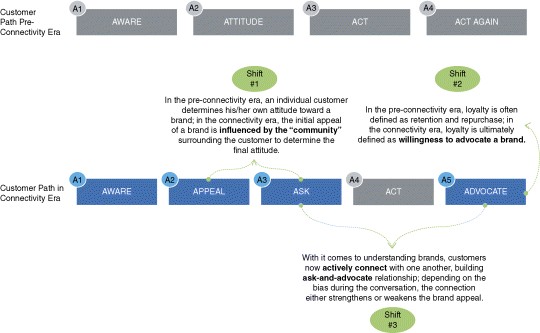 Customer
Path Pre-
Connectivity Era
A1
AWARE
A2
ATTITUDE
A3
ACT
A4
ACT AGAIN
Shift
#1
In the pre-connectivity era, an individual customer
determines his/her own attitude toward a
brand; in the connectivity era, the initial appeal
of a brand is influenced by the “community”
surrounding the customer to determine the
final attitude.
Shift
#2
In the pre-connectivity era, loyalty is often
defined as retention and repurchase; in
the connectivity era, loyalty is ultimately
defined as willingness to advocate a brand.
Customer Path in
Connectivity Era
A1
AWARE
A2
APPEAL
A3
ASK
A4
ACT
A5
ADVOCATE
With it comes to understanding brands, customers
now actively connect with one another, building
ask-and-advocate relationship; depending on the
bias during the conversation, the connection
either strengthens or weakens the brand appeal.
Shift
#3